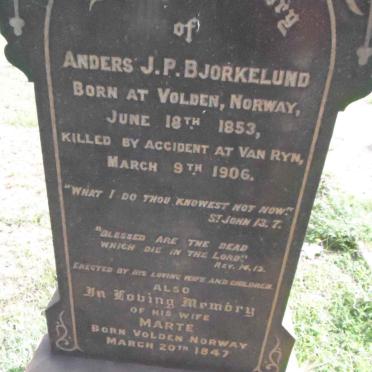 of
ANDERS J. P. BJORKELUND
BORN AT VOLDEN, NORWAY,
JUNE 18TH 1853,
KILLED BY ACCIDENT AT VAN RYN,
MARCH 9TH 1906.
"WHAT I DO THOU KNOWEST NOT NOW."
ST JOHN 13. 7.
"BLESSED ARE THE DEAD
WHICH DIE IN THE LORD."
REV. 14. 13.
ERECTED BY HIS LOVING WIFE AND CHILDREN.
ALSO
In Loving Memory
OF HIS WIFE
MARTE
BORN VOLDEN NORWAY
MARCH 20TH 1847